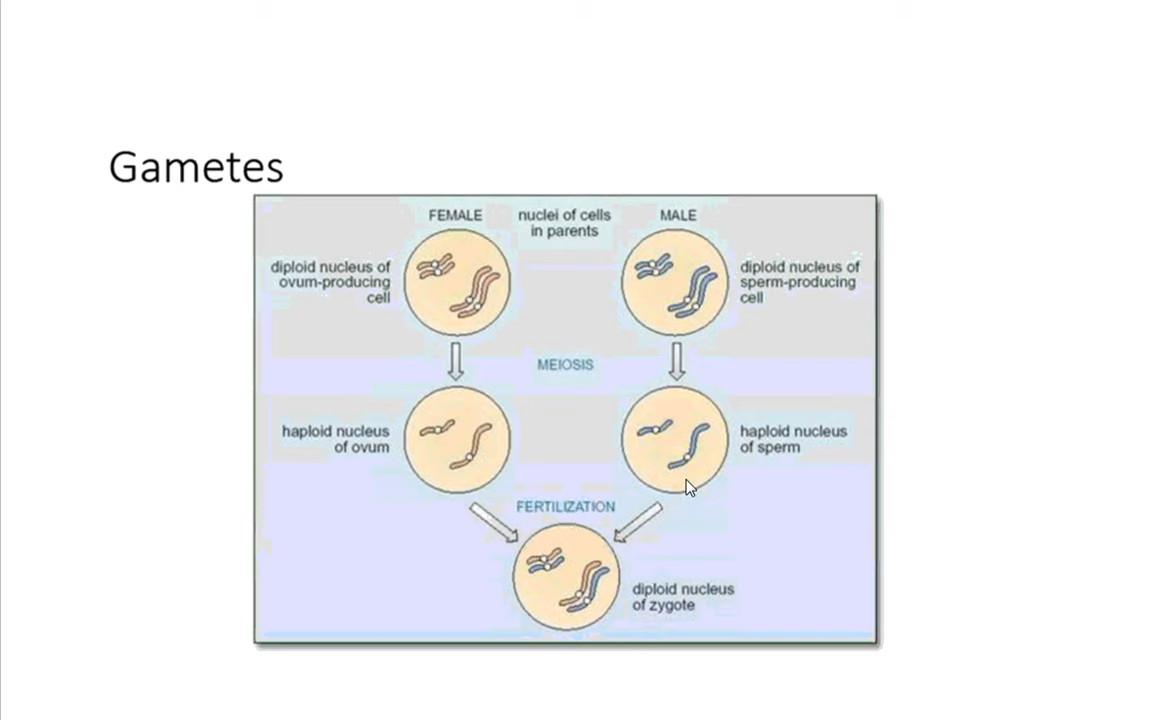 Gametes
FEMALE
nuclei of cells
in parents
MALE
diploid nucleus of
ovum-producing
cell
diploid nucleus of
sperm-producing
cell
MEIOSIS
haploid nucleus
of ovum
haploid nucleus
of sperm
FERTILIZATION
diploid nucleus
of zygote